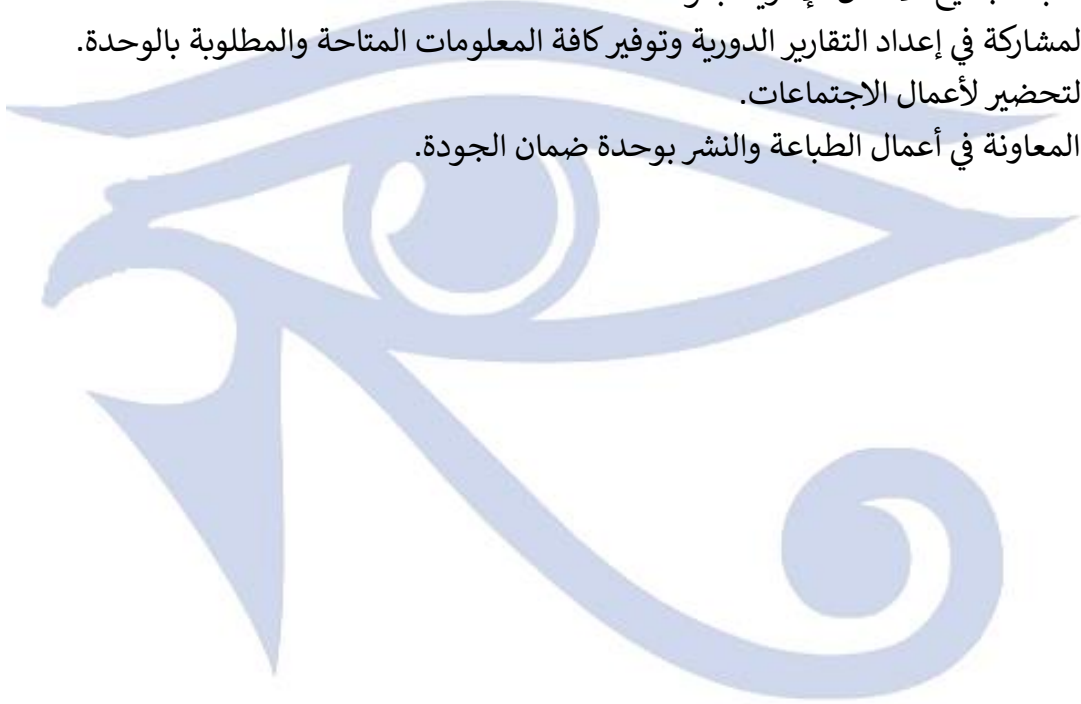 لمشاركة في إعداد التقارير الدورية وتوفير كافة المعلومات المتاحة والمطلوبة بالوحدة.
لتحضير لأعمال الاجتماعات.
المعاونة في أعمال الطباعة والنشر بوحدة ضمان الجودة.